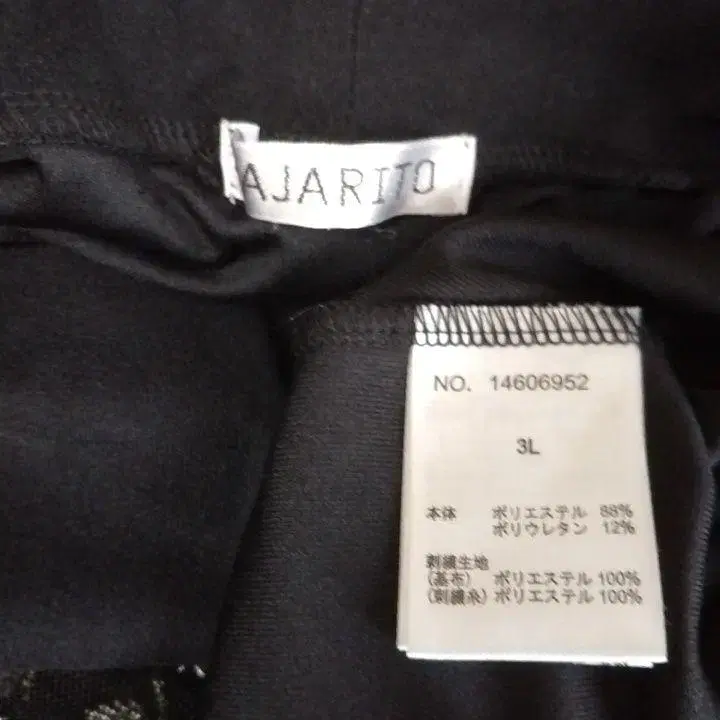 AJARITO
NO. 14606952
3L
本体 ポリエステル 88%
ポリウレタン 12%
刺繍生地
(基布) ポリエステル 100%
(刺繍糸) ポリエステル 100%